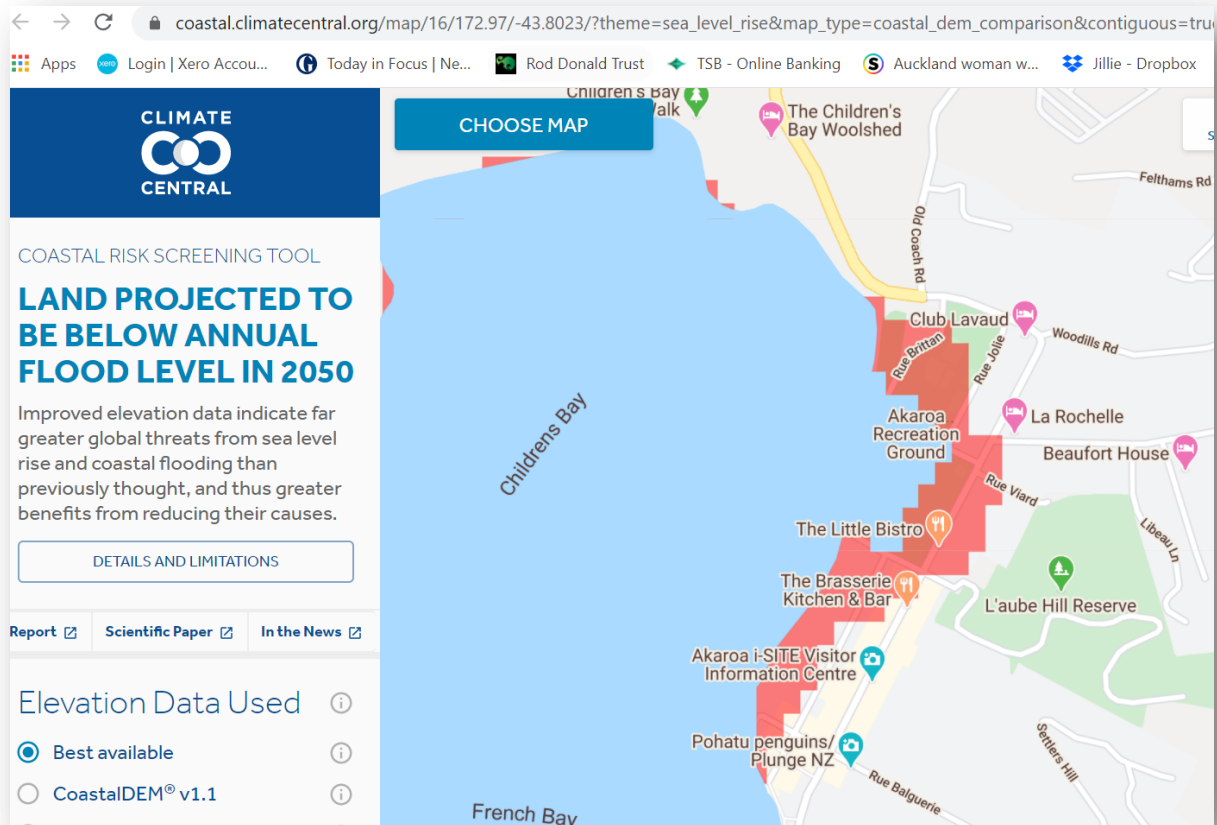 coastal.climatecentral.org/map/16/172.97/-43.8023/?theme=sea_level_rise&map_type=coastal_dem_comparison&contiguous=true
Apps
xero
Login | Xero Accou...
Today in Focus | Ne...
Rod Donald Trust
TSB - Online Banking
S
Auckland woman w...
Jillie - Dropbox
CLIMATE
CENTRAL
COASTAL RISK SCREENING TOOL
LAND PROJECTED TO
BE BELOW ANNUAL
FLOOD LEVEL IN 2050
Improved elevation data indicate far
greater global threats from sea level
rise and coastal flooding than
previously thought, and thus greater
benefits from reducing their causes.
DETAILS AND LIMITATIONS
Report
Scientific Paper
In the News
Elevation Data Used
Best available
CoastalDEM® v1.1
CHOOSE MAP
Children's Bay
The Children's
Bay Woolshed
Felthams Rd
Old Coach Rd
Club Lavaud
Woodills Rd
Rue Brittan
Rue Jolie
Childrens Bay
Akaroa
Recreation
Ground
La Rochelle
Beaufort House
Rue Viard
Libeau Ln
The Little Bistro
The Brasserie
Kitchen & Bar
L'aube Hill Reserve
Akaroa i-SITE Visitor
Information Centre
Pohatu penguins/
Plunge NZ
Settlers Hill
Rue Balguerie
French Bay